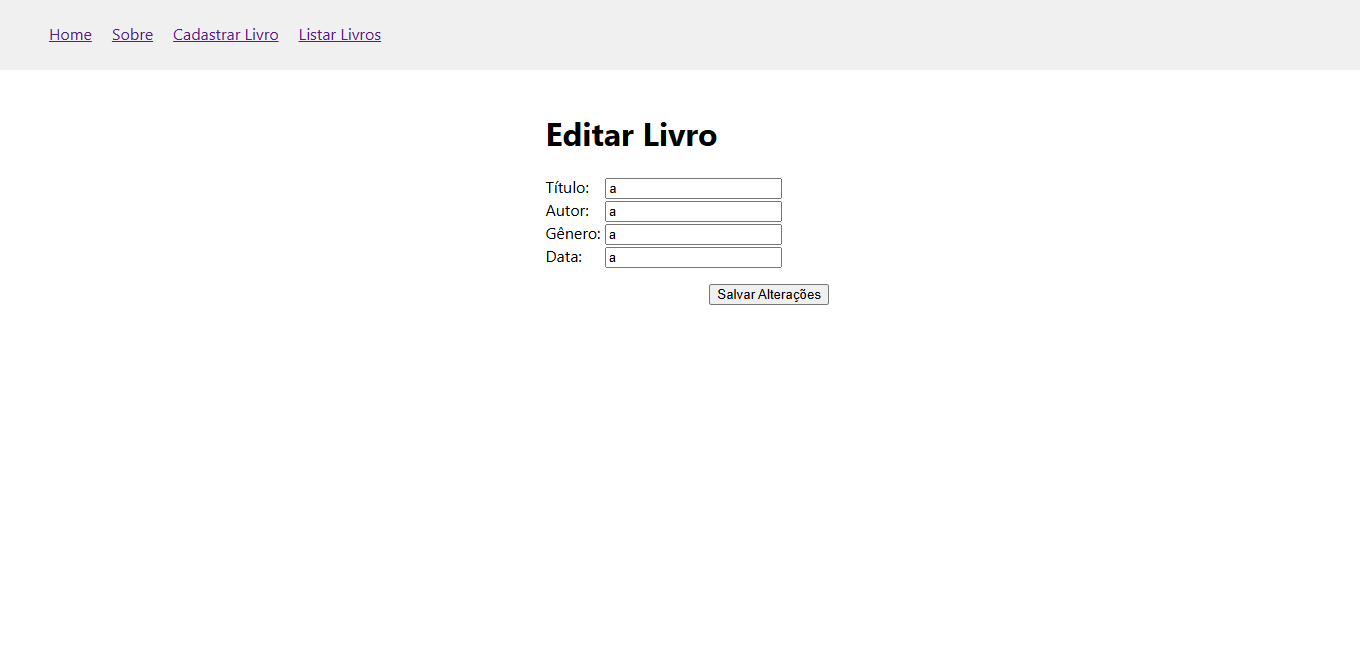 Home Sobre Cadastrar Livro Listar Livros
Editar Livro
Título: a
Autor: a
Gênero: a
Data: a
Salvar Alterações